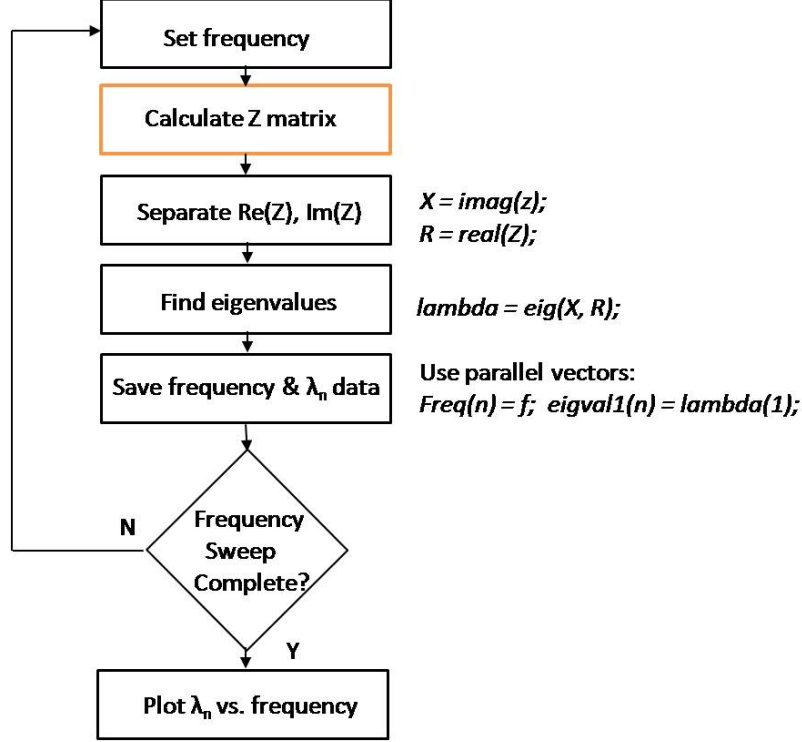 Set frequency
Calculate Z matrix
Separate Re(Z), Im(Z)
X = imag(z);
R = real(Z);
Find eigenvalues
lambda = eig(X, R);
Save frequency & λn data
Use parallel vectors:
Freq(n) = f; eigval1(n) = lambda(1);
N
Frequency
Sweep
Complete?
Y
Plot λn vs. frequency